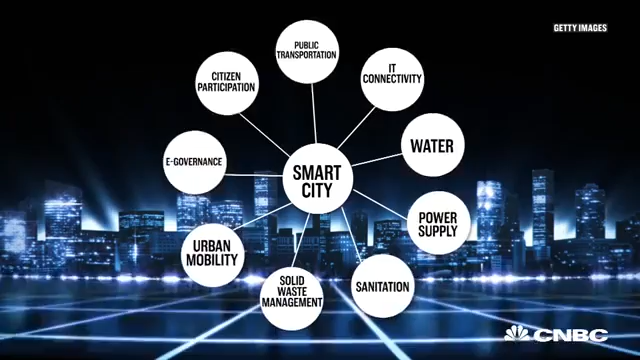 GETTY IMAGES
PUBLIC
TRANSPORTATION
IT
CONNECTIVITY
CITIZEN
PARTICIPATION
WATER
E-GOVERNANCE
SMART
CITY
POWER
SUPPLY
URBAN
MOBILITY
SOLID
WASTE
MANAGEMENT
SANITATION
CNBC